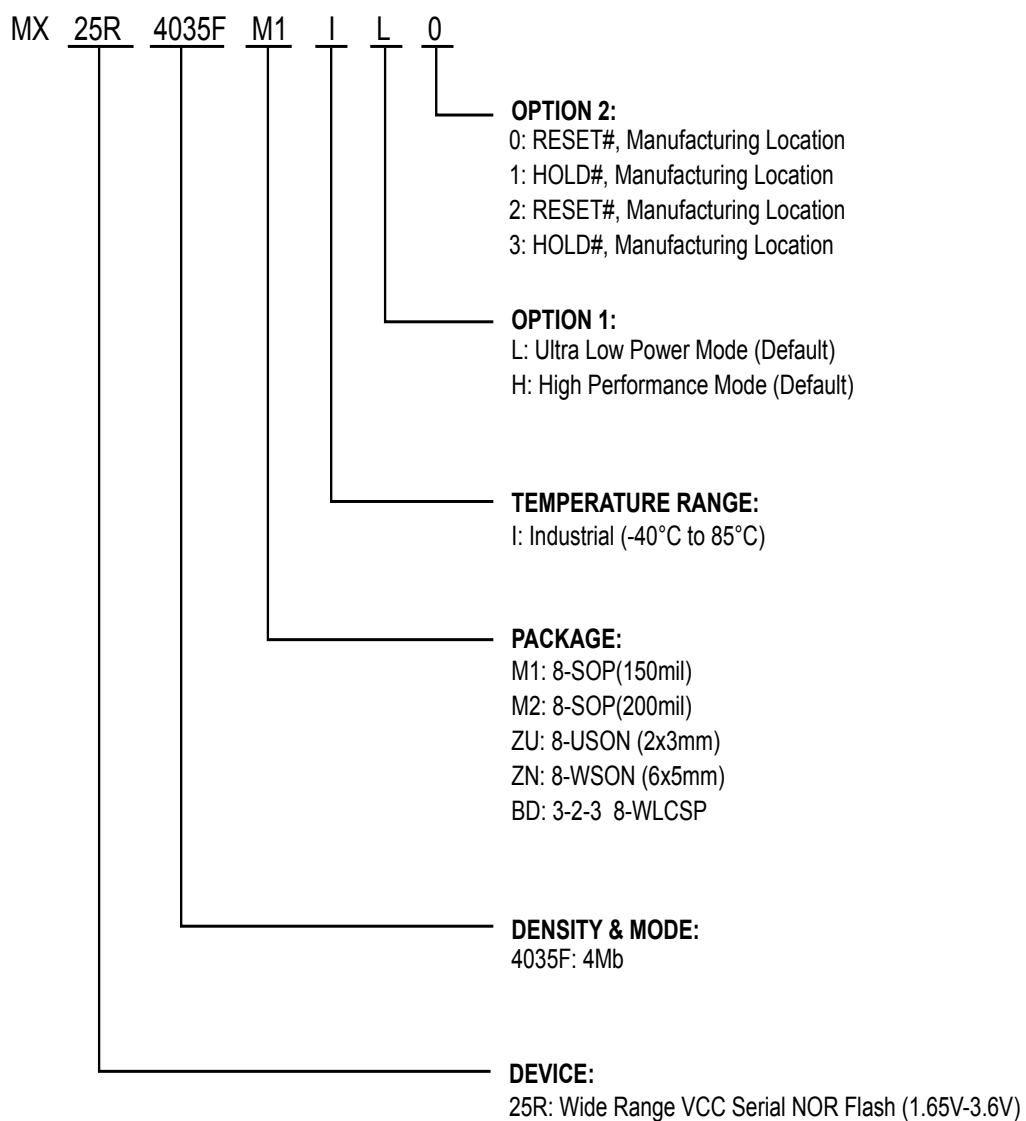 MX 25R 4035F M1 I L 0
OPTION 2:
0: RESET#, Manufacturing Location
1: HOLD#, Manufacturing Location
2: RESET#, Manufacturing Location
3: HOLD#, Manufacturing Location
OPTION 1:
L: Ultra Low Power Mode (Default)
H: High Performance Mode (Default)
TEMPERATURE RANGE:
I: Industrial (-40°C to 85°C)
PACKAGE:
M1: 8-SOP(150mil)
M2: 8-SOP(200mil)
ZU: 8-USON (2x3mm)
ZN: 8-WSON (6x5mm)
BD: 3-2-3 8-WLCSP
DENSITY & MODE:
4035F: 4Mb
DEVICE:
25R: Wide Range VCC Serial NOR Flash (1.65V-3.6V)